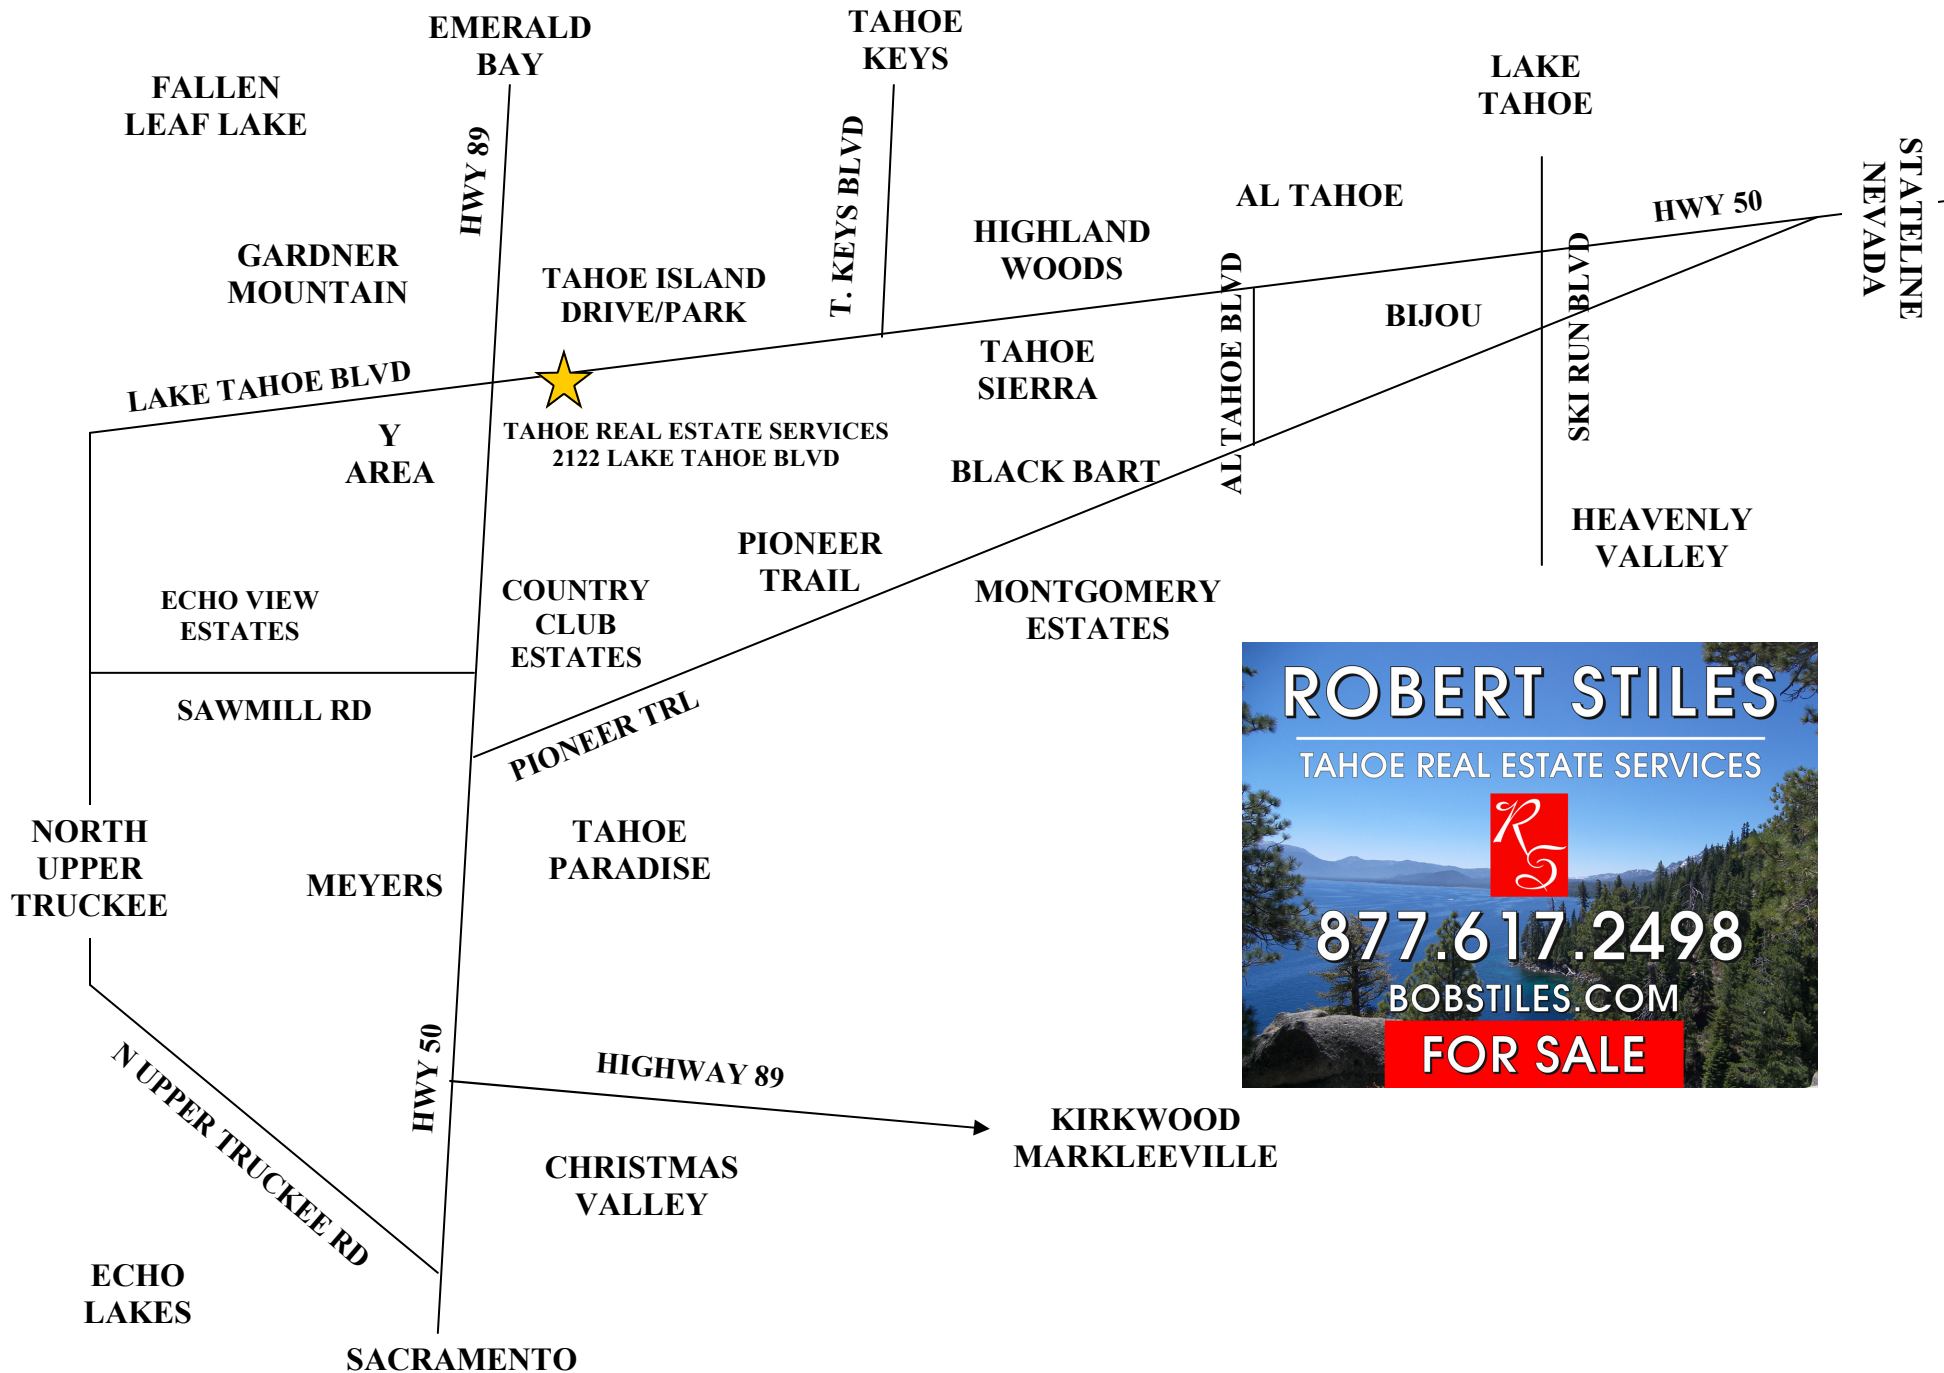 EMERALD
BAY
TAHOE
KEYS
LAKE
TAHOE
FALLEN
LEAF LAKE
HWY 89
T. KEYS BLVD
STATELINE
NEVADA
AL TAHOE
HWY 50
HIGHLAND
WOODS
GARDNER
MOUNTAIN
TAHOE ISLAND
DRIVE/PARK
AL TAHOE BLVD
BIJOU
SKI RUN BLVD
TAHOE
SIERRA
LAKE TAHOE BLVD
Y
AREA
TAHOE REAL ESTATE SERVICES
2122 LAKE TAHOE BLVD
BLACK BART
HEAVENLY
VALLEY
PIONEER
TRAIL
MONTGOMERY
ESTATES
ECHO VIEW
ESTATES
COUNTRY
CLUB
ESTATES
SAWMILL RD
PIONEER TRL
ROBERT STILES
TAHOE REAL ESTATE SERVICES
RS
877.617.2498
BOBSTILES.COM
FOR SALE
NORTH
UPPER
TRUCKEE
MEYERS
TAHOE
PARADISE
HWY 50
HIGHWAY 89
N UPPER TRUCKEE RD
KIRKWOOD
MARKLEEVILLE
CHRISTMAS
VALLEY
ECHO
LAKES
SACRAMENTO